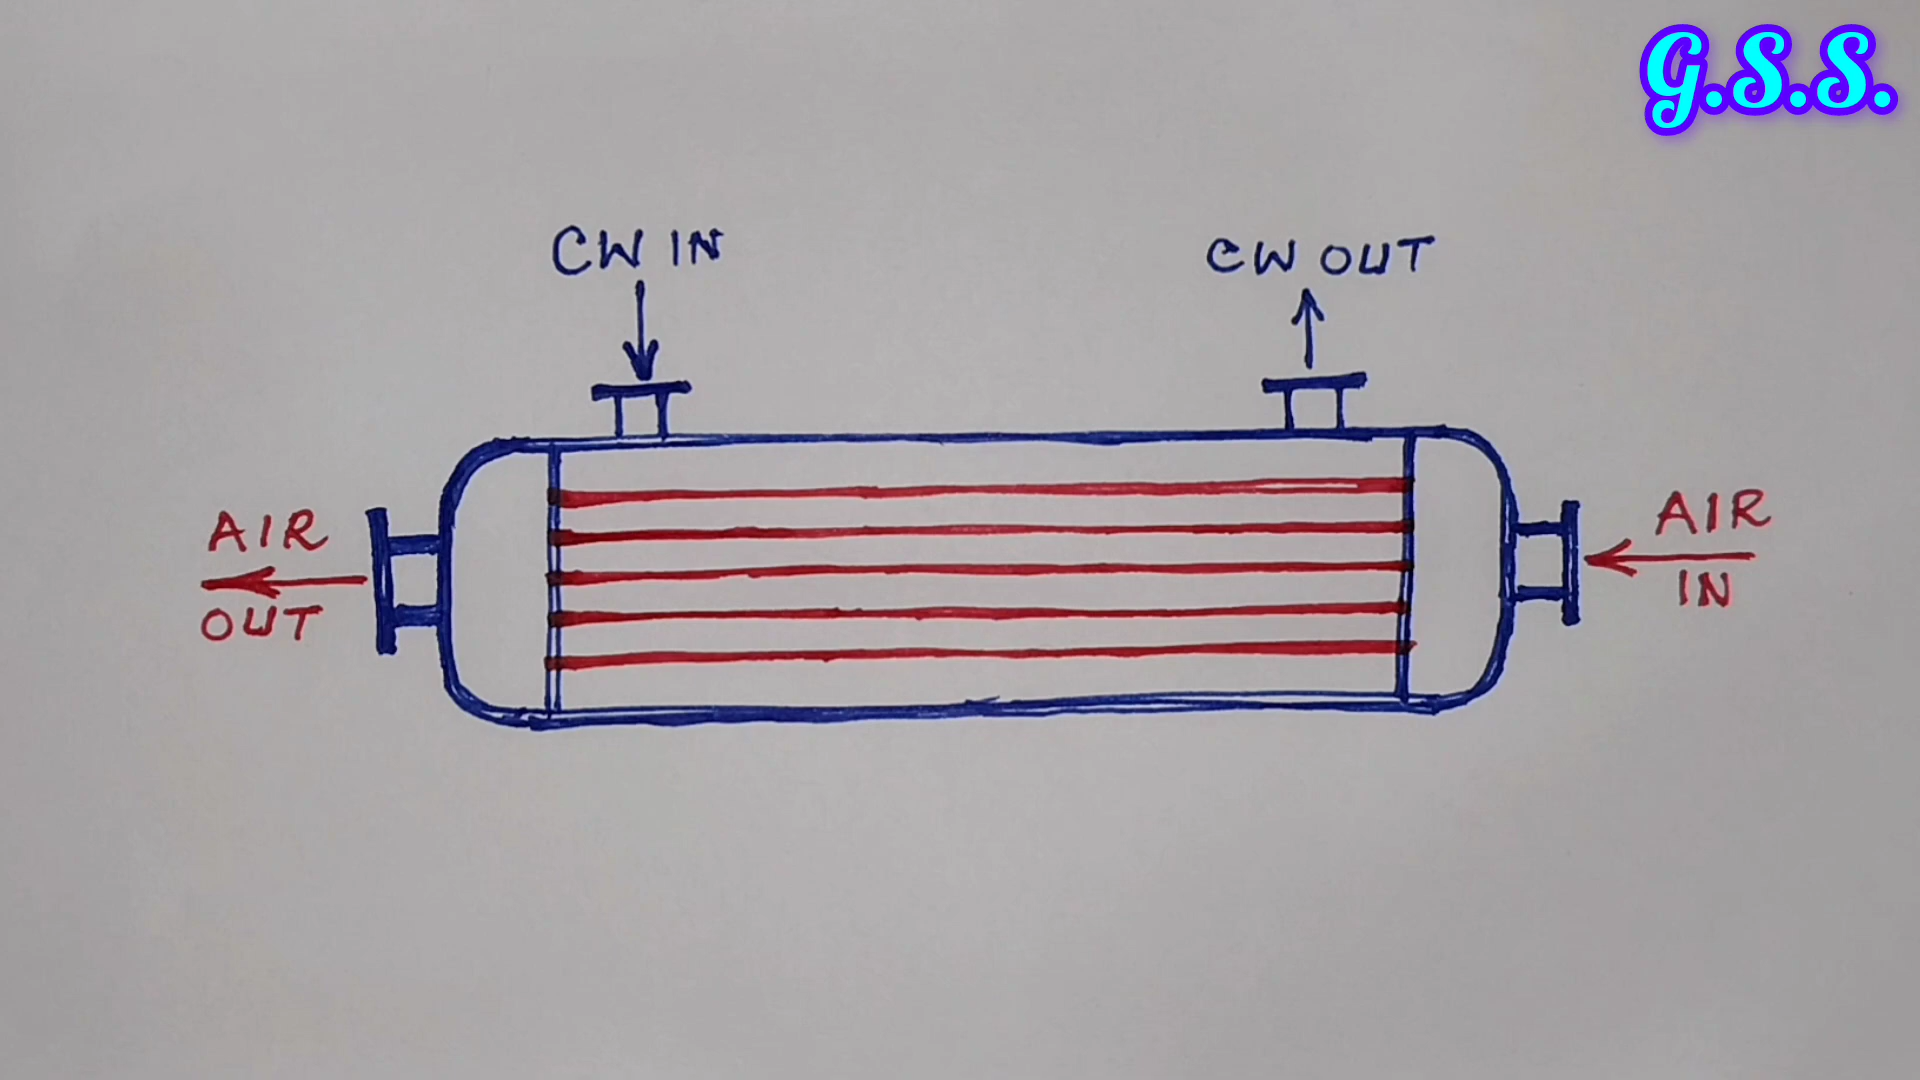 G.S.S.
CW IN
CW OUT
AIR
OUT
AIR
IN